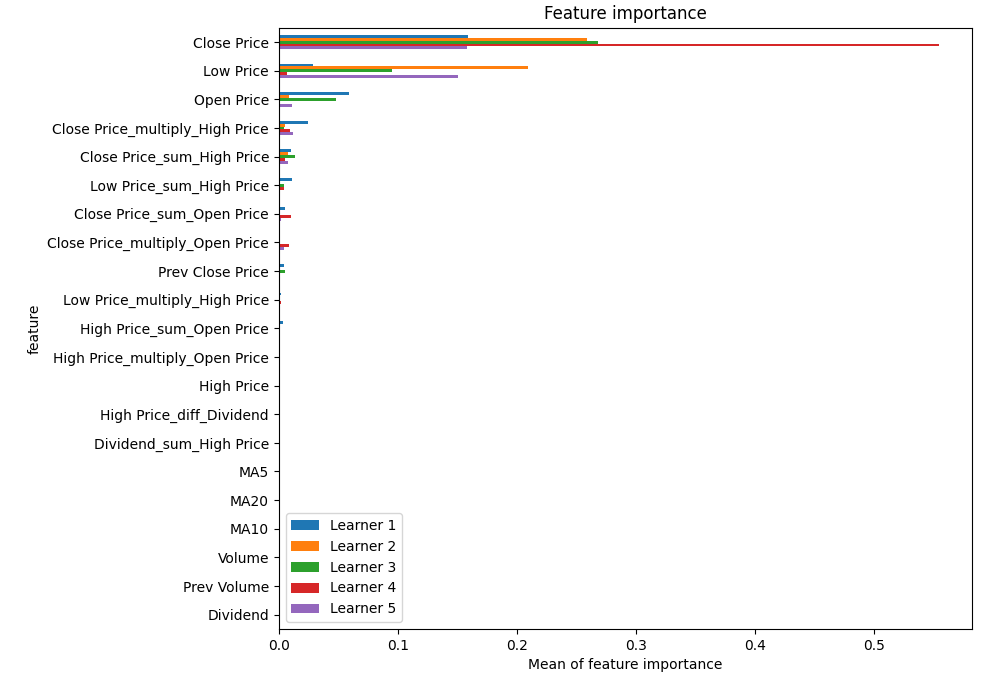 Feature importance
Close Price
Low Price
Open Price
Close Price_multiply_High Price
Close Price_sum_High Price
Low Price_sum_High Price
Close Price_sum_Open Price
Close Price_multiply_Open Price
Prev Close Price
Low Price_multiply_High Price
High Price_sum_Open Price
High Price_multiply_Open Price
High Price
High Price_diff_Dividend
Dividend_sum_High Price
MA5
MA20
MA10
Volume
Prev Volume
Dividend
feature
Learner 1
Learner 2
Learner 3
Learner 4
Learner 5
0.0 0.1 0.2 0.3 0.4 0.5
Mean of feature importance